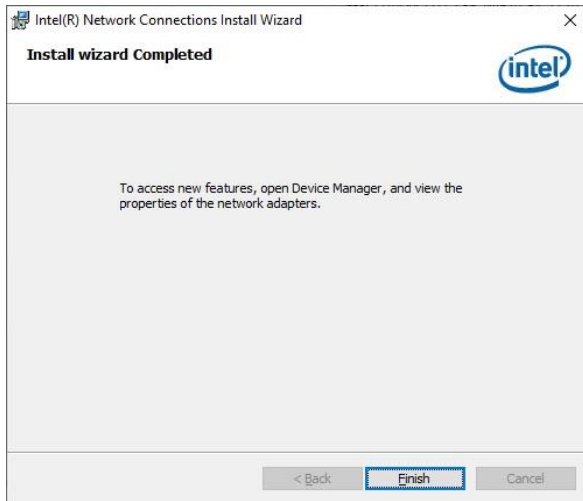 Intel(R) Network Connections Install Wizard
Install wizard Completed
intel
To access new features, open Device Manager, and view the
properties of the network adapters.
< Back
Finish
Cancel